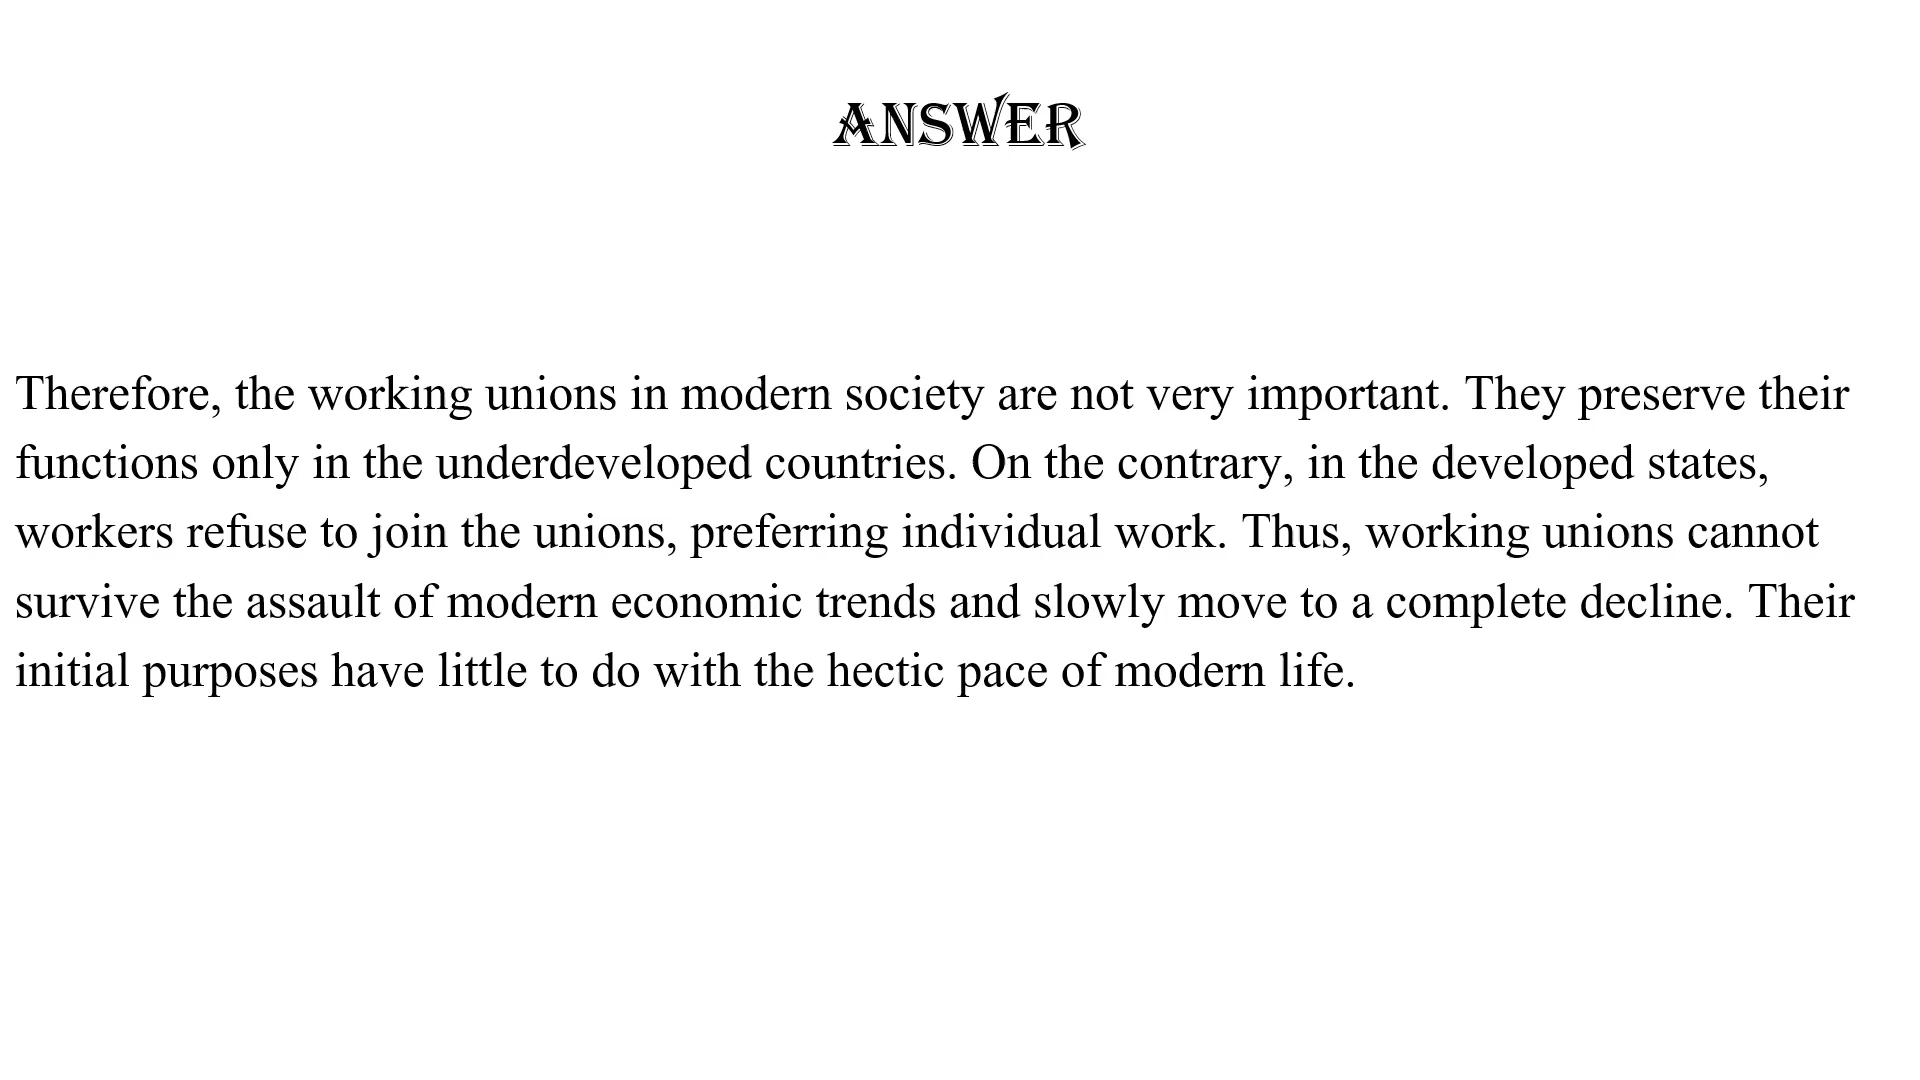 ANSWER
Therefore, the working unions in modern society are not very important. They preserve their
functions only in the underdeveloped countries. On the contrary, in the developed states,
workers refuse to join the unions, preferring individual work. Thus, working unions cannot
survive the assault of modern economic trends and slowly move to a complete decline. Their
initial purposes have little to do with the hectic pace of modern life.